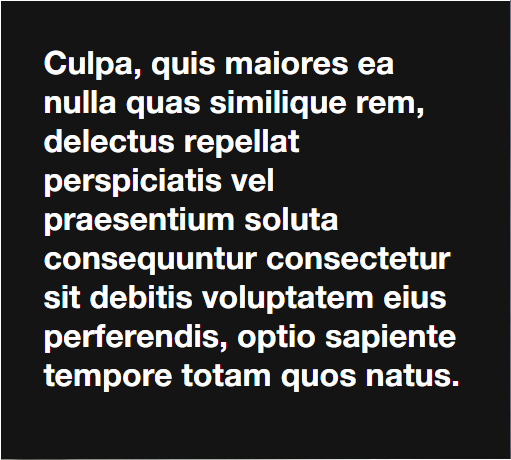 Culpa, quis maiores ea
nulla quas similique rem,
delectus repellat
perspiciatis vel
praesentium soluta
consequuntur consectetur
sit debitis voluptatem eius
perferendis, optio sapiente
tempore totam quos natus.